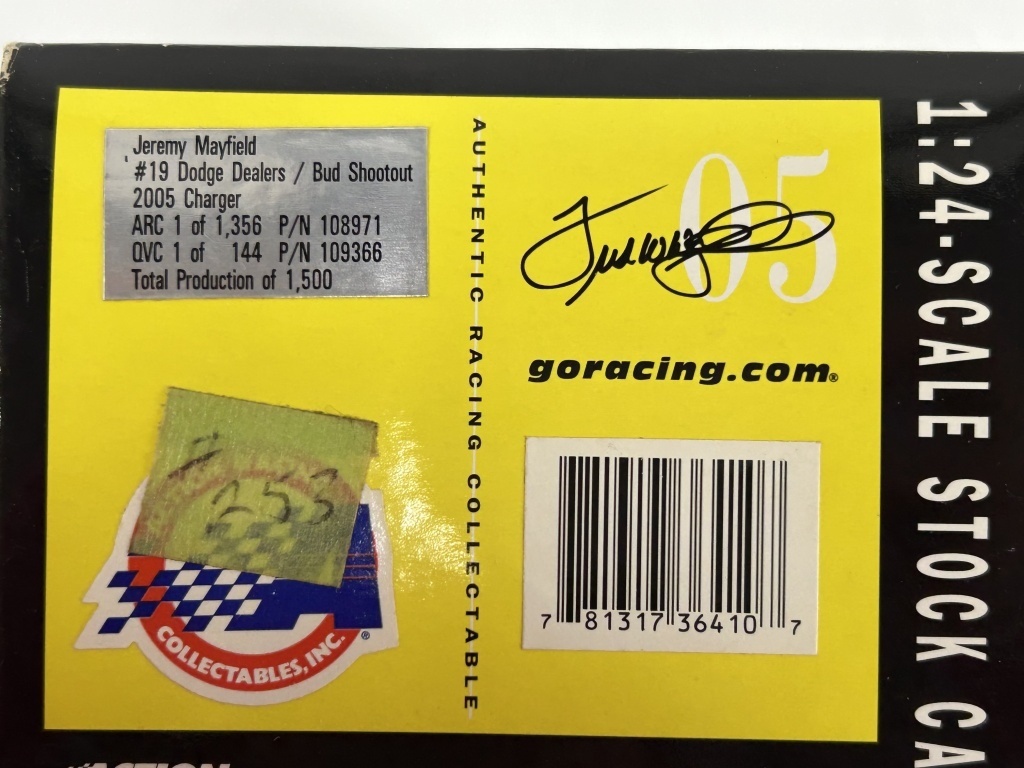 Jeremy Mayfield
#19 Dodge Dealers / Bud Shootout
2005 Charger
ARC 1 of 1,356 P/N 108971
QVC 1 of 144 P/N 109366
Total Production of 1,500
253
COLLECTABLES, INC.®
AUTHENTIC RACING COLLECTABLE
05
goracing.com®
7 81317 36410 7
1:24-SCALE STOCK CA
ACTION